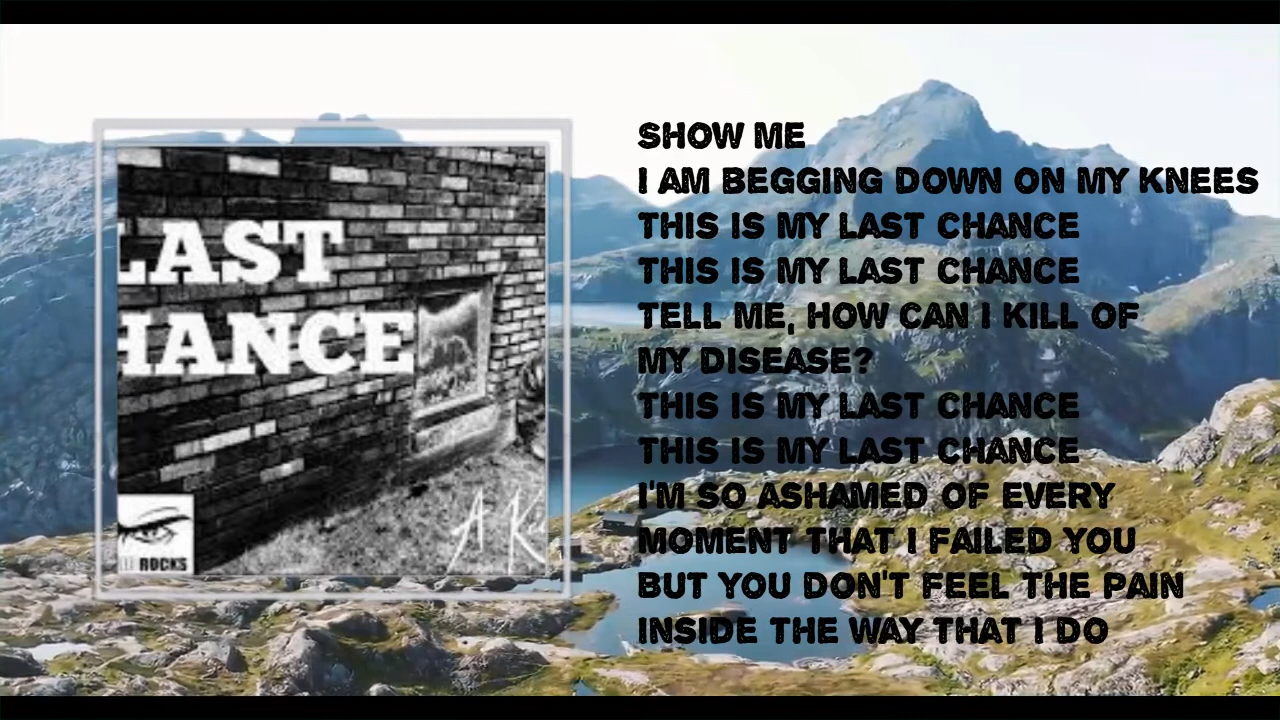 LAST
HANCE
ROCKS
SHOW ME
I AM BEGGING DOWN ON MY KNEES
THIS IS MY LAST CHANCE
THIS IS MY LAST CHANCE
TELL ME, HOW CAN I KILL OF
MY DISEASE?
THIS IS MY LAST CHANCE
THIS IS MY LAST CHANCE
I'M SO ASHAMED OF EVERY
MOMENT THAT I FAILED YOU
BUT YOU DON'T FEEL THE PAIN
INSIDE THE WAY THAT I DO